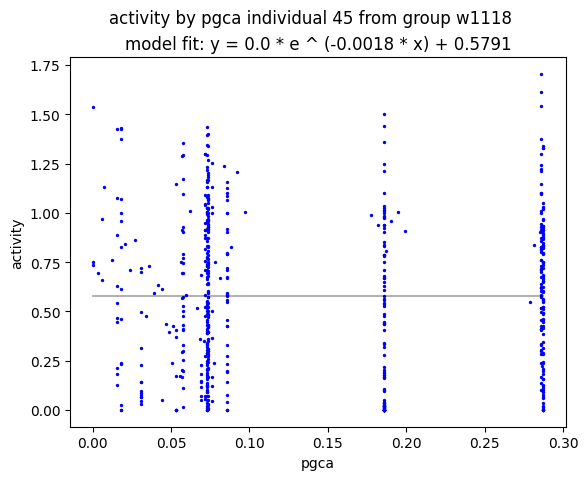 activity by pgca individual 45 from group w1118
model fit: y = 0.0 * e ^ (-0.0018 * x) + 0.5791
1.75
1.50
1.25
1.00
0.75
0.50
0.25
0.00
activity
0.00 0.05 0.10 0.15 0.20 0.25 0.30
pgca